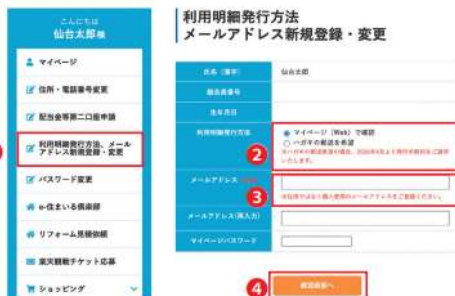 こんにちは
仙台太郎様
マイページ
住所・電話番号変更
配当金等第二口座申請
利用明細発行方法、メール
アドレス新規登録・変更
パスワード変更
e-住まいる倶楽部
リフォーム見積依頼
楽天観戦チケット応募
ショッピング
利用明細発行方法
メールアドレス新規登録・変更
氏名（漢字）
仙台太郎
組合員番号
生年月日
利用明細発行方法
2
マイページ（Web）で確認
ハガキの郵送を希望
メールアドレス
3
メールアドレス(再入力)
マイページパスワード
4
確認画面へ